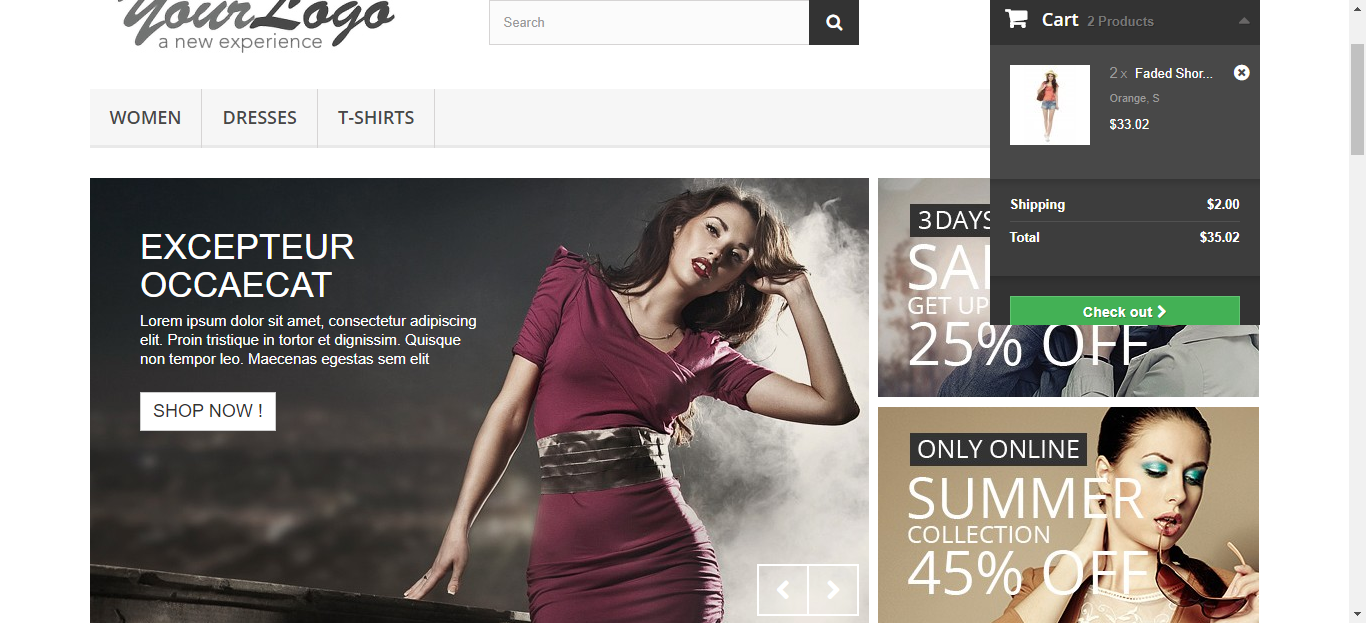 YourLogo
a new experience
Search
Cart 2 Products
2 x Faded Shor...
Orange, S
$33.02
Shipping $2.00
Total $35.02
Check out
WOMEN DRESSES T-SHIRTS
EXCEPTEUR
OCCAECAT
Lorem ipsum dolor sit amet, consectetur adipiscing
elit. Proin tristique in tortor et dignissim. Quisque
non tempor leo. Maecenas egestas sem elit
SHOP NOW !
3 DAYS
GET UP
25% OFF
ONLY ONLINE
SUMMER
COLLECTION
45% OFF